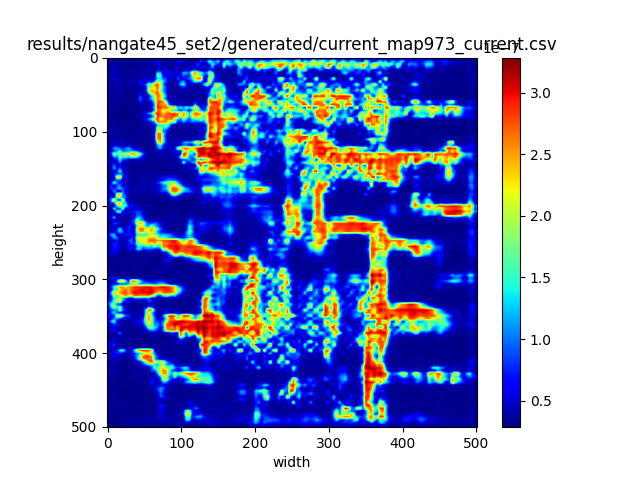 results/nangate45_set2/generated/current_map973_current.csv
1e−7
0
100
200
300
400
500
height
0 100 200 300 400 500
width
3.0
2.5
2.0
1.5
1.0
0.5